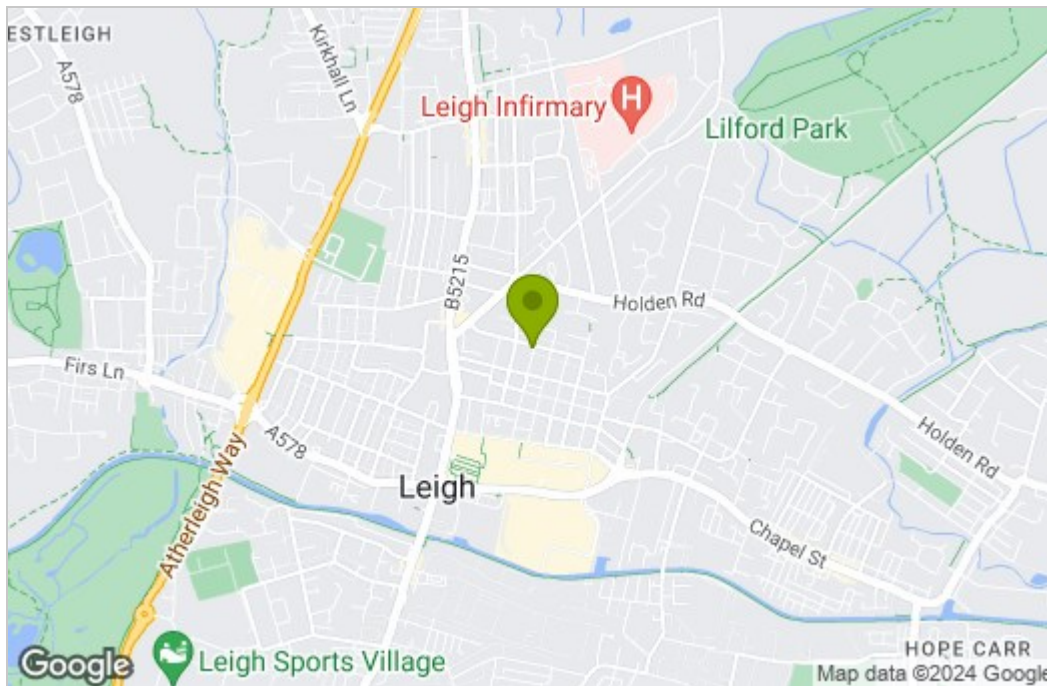 ESTLEIGH
A578
Kirkhall Ln
Leigh Infirmary
H
Lilford Park
B5215
Holden Rd
Firs Ln
A578
Atherleigh Way
Leigh
Holden Rd
Chapel St
Leigh Sports Village
HOPE CARR
Google
Map data ©2024 Google